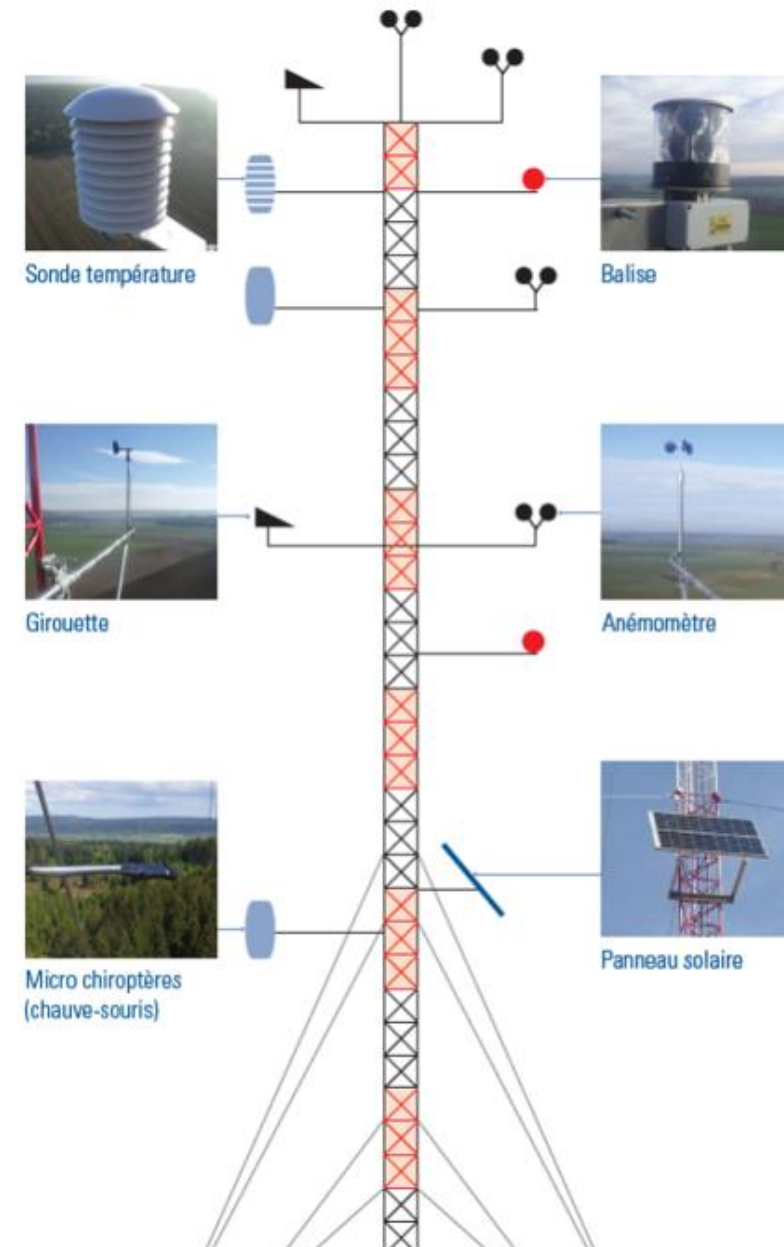 Sonde température
Balise
Girouette
Anémomètre
Micro chiroptères
(chauve-souris)
Panneau solaire